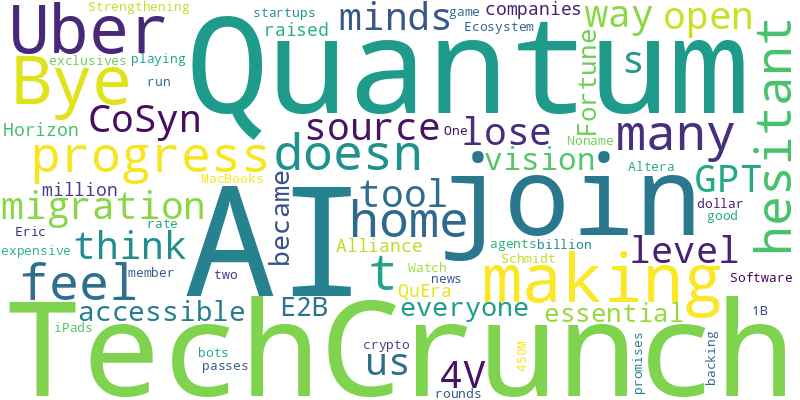 Strengthening
startups
game
companies
Uber
minds
way
open
raised
Ecosystem
Quantum
Bye
exclusives
playing
run
s
Fortune
hesitant
Horizon
CoSyn
source
One
lose
many
Noname
progress
doesn
vision
Altera
GPT
MacBooks
million
became
tool
join
dollar
migration
AI
home
good
Eric
rate
think
Alliance
agents
billion
level
expensive
feel
member
two
t
Watch
news
Schmidt
making
Software
QuEra
accessible
E2B
everyone
essential
1B
TechCrunch
iPads
bots
passes
crypto
us
4V
rounds
450M
promises
backing